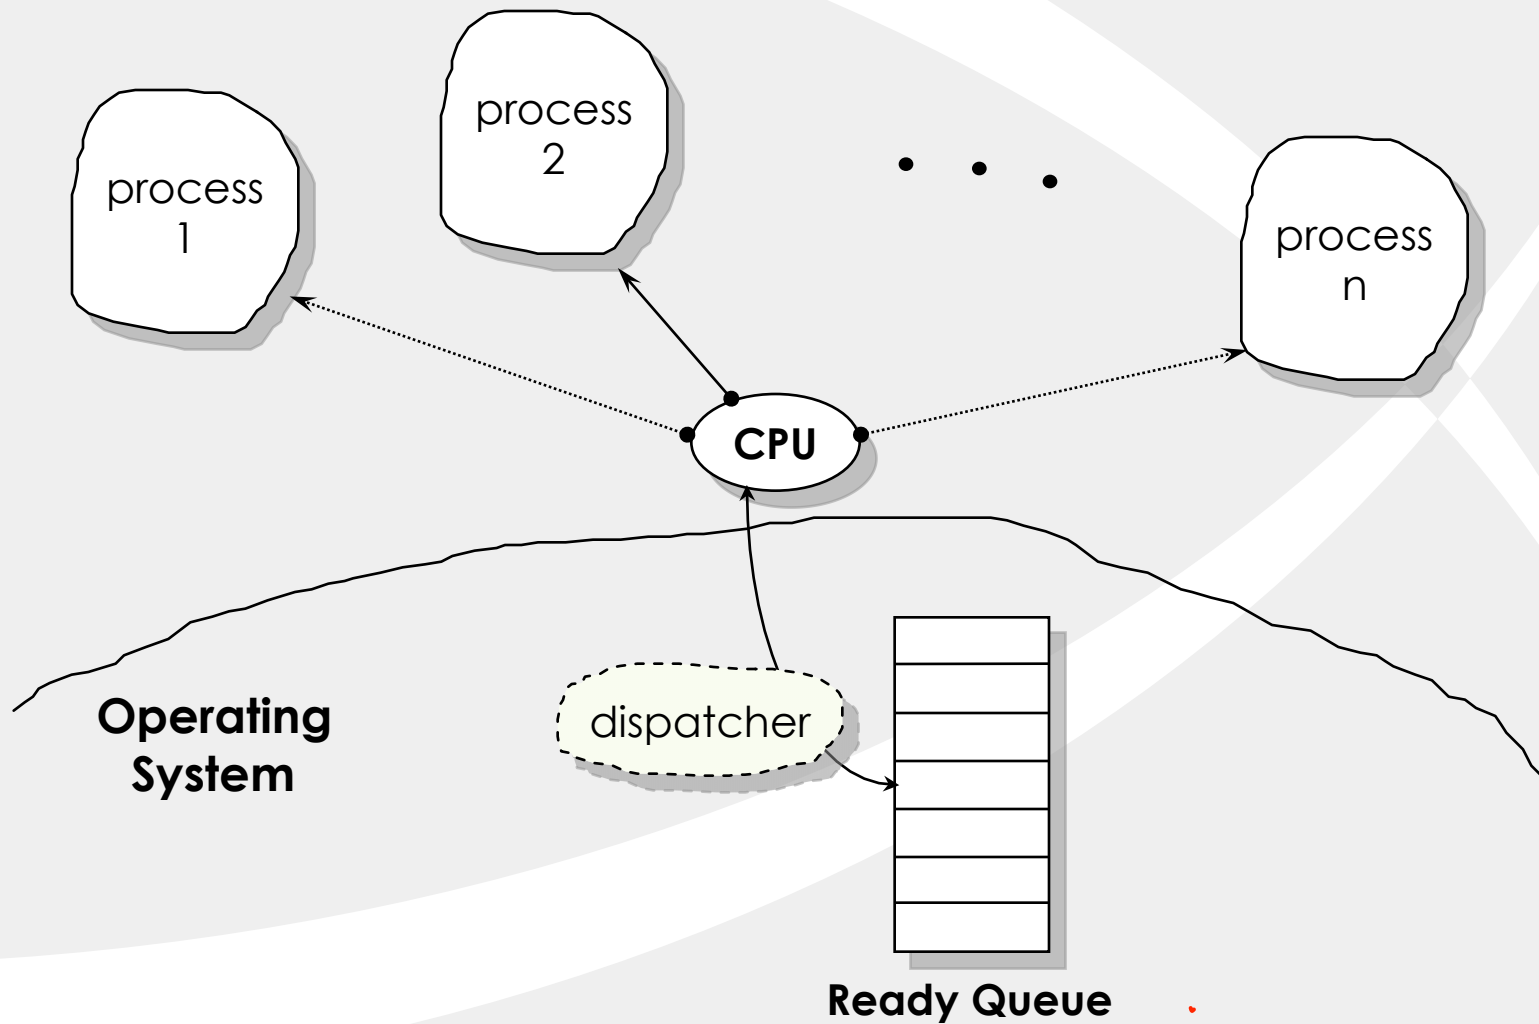 process
1
process
2
process
n
CPU
Operating
System
dispatcher
Ready Queue